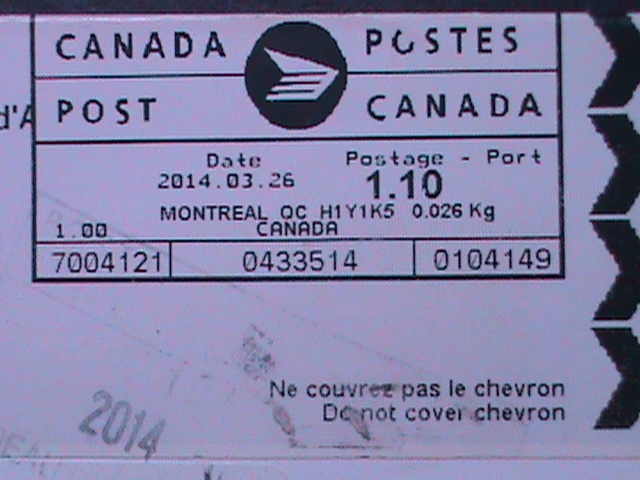 CANADA POSTES
POST CANADA
d'A
Date Postage - Port
2014.03.26 1.10
MONTREAL QC H1Y1K5 0.026 Kg
1.00 CANADA
7004121 0433514 0104149
Ne couvrez pas le chevron
Do not cover chevron
2014